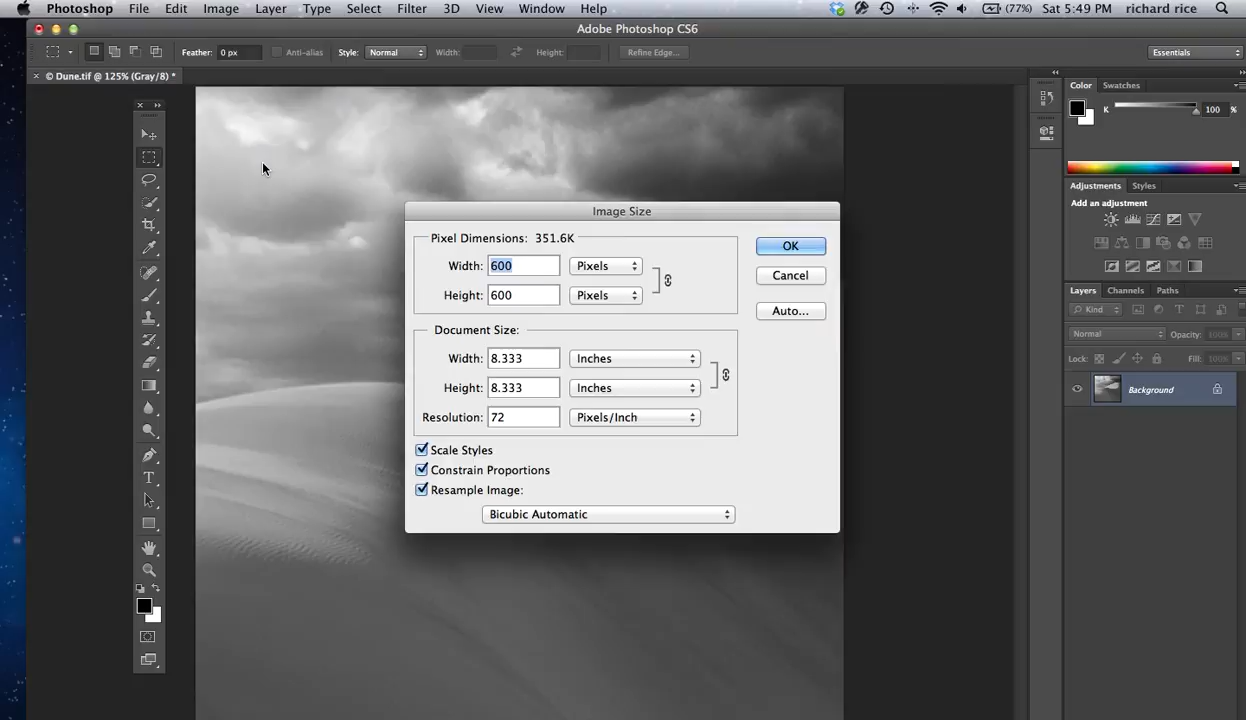 Photoshop File Edit Image Layer Type Select Filter 3D View Window Help (77%) Sat 5:49 PM richard rice
Adobe Photoshop CS6
Feather: 0 px Anti-alias Style: Normal Width: Height: Refine Edge... Essentials
© Dune.tif @ 125% (Gray/8) *
Color Swatches
K 100 %
Adjustments Styles
Add an adjustment
Layers Channels Paths
Kind
Normal Opacity: 100%
Lock: Fill: 100%
Background
Image Size
Pixel Dimensions: 351.6K
Width: 600 Pixels
Height: 600 Pixels
OK
Cancel
Auto...
Document Size:
Width: 8.333 Inches
Height: 8.333 Inches
Resolution: 72 Pixels/Inch
Scale Styles
Constrain Proportions
Resample Image:
Bicubic Automatic